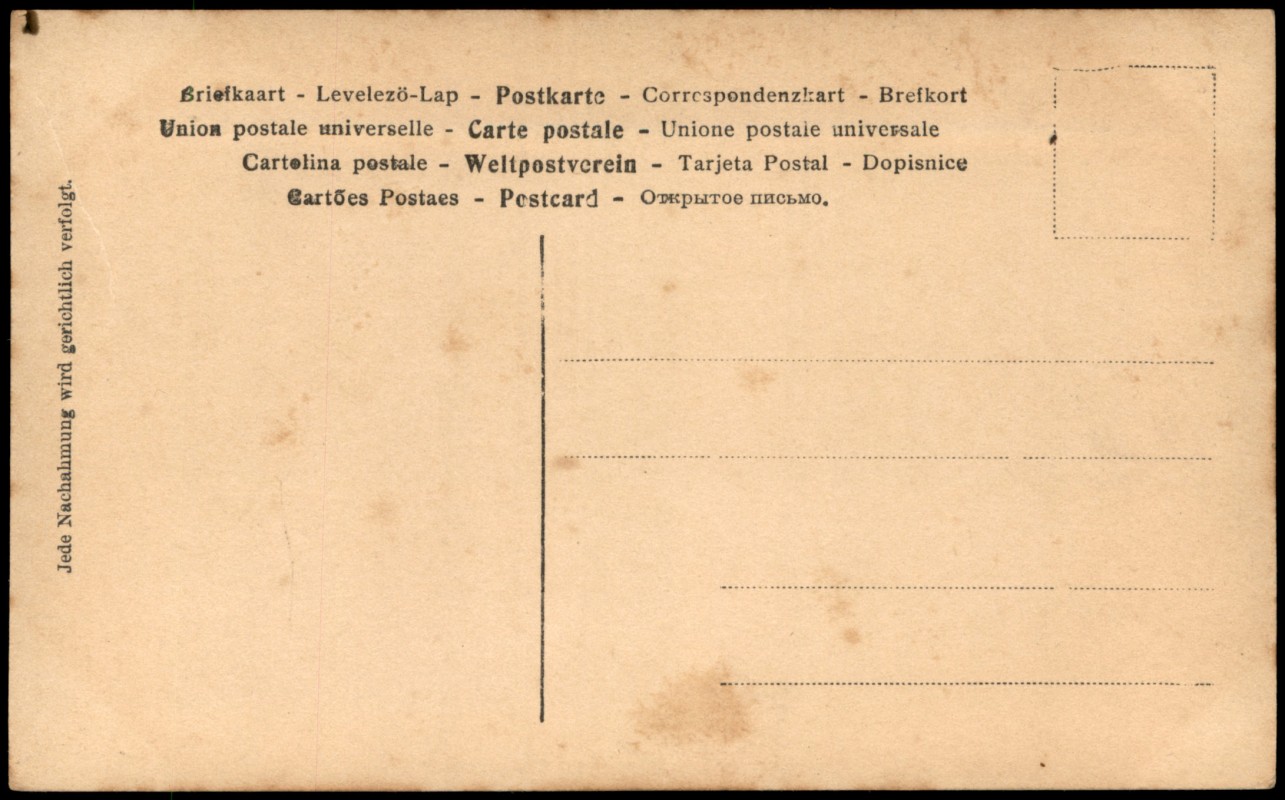 Briefkaart - Levelezö-Lap - Postkarte - Correspondenzkart - Brefkort
Union postale universelle - Carte postale - Unione postale universale
Cartolina postale - Weltpostverein - Tarjeta Postal - Dopisnice
Cartões Postaes - Postcard - Открытое письмо.
Jede Nachahmung wird gerichtlich verfolgt.